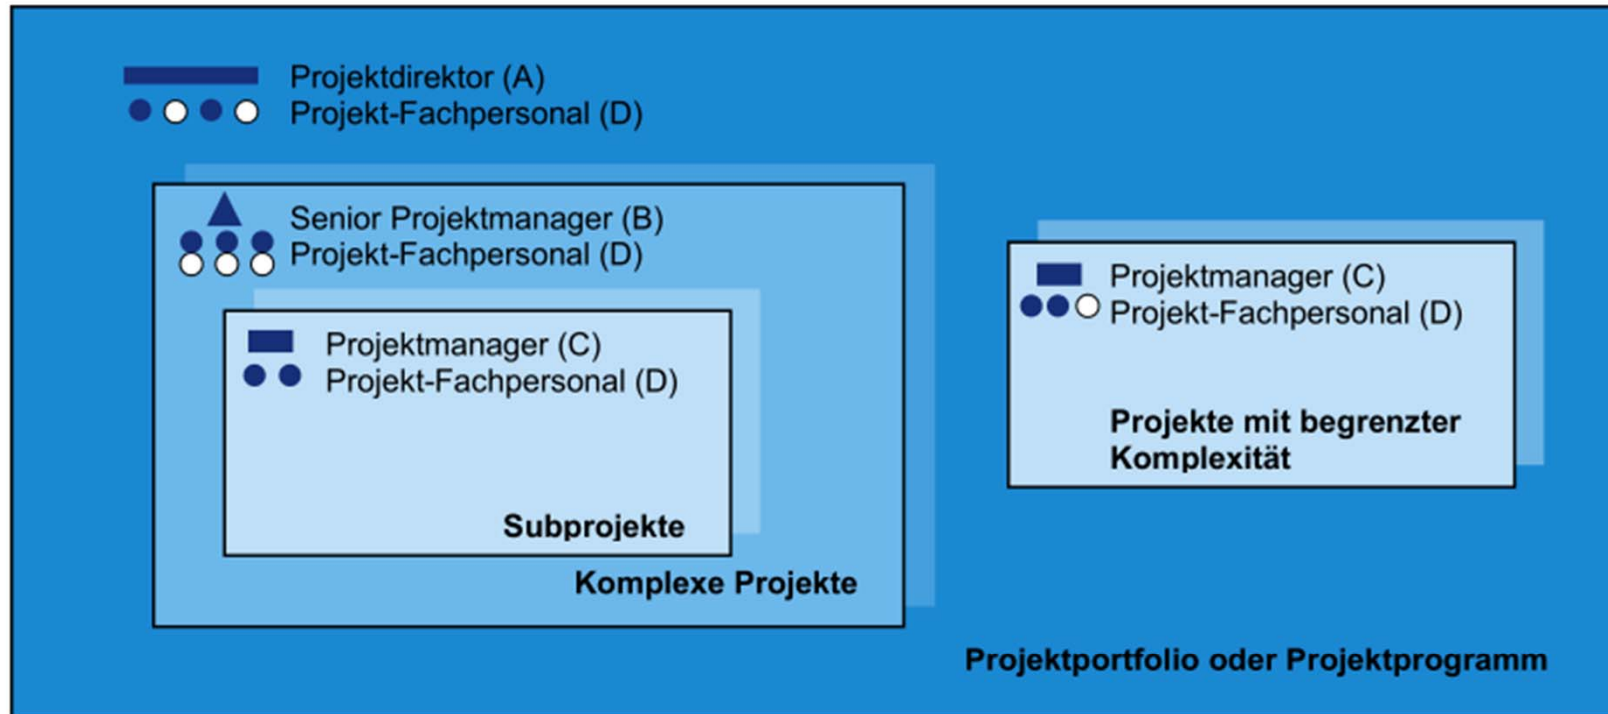 Projektdirektor (A)
Projekt-Fachpersonal (D)
Senior Projektmanager (B)
Projekt-Fachpersonal (D)
Projektmanager (C)
Projekt-Fachpersonal (D)
Subprojekte
Komplexe Projekte
Projektmanager (C)
Projekt-Fachpersonal (D)
Projekte mit begrenzter
Komplexität
Projektportfolio oder Projektprogramm